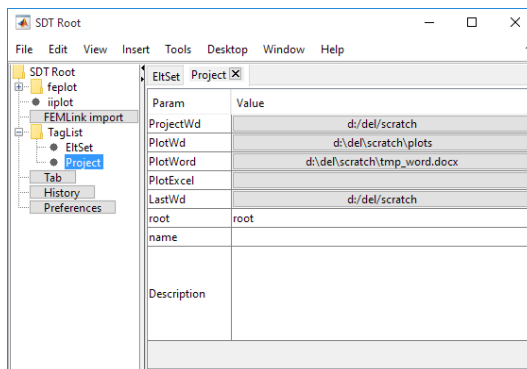 SDT Root
File Edit View Insert Tools Desktop Window Help
SDT Root
feplot
iiplot
FEMLink import
TagList
EltSet
Project
Tab
History
Preferences
EltSet Project
Param Value
ProjectWd d:/del/scratch
PlotWd d:\del\scratch\plots
PlotWord d:\del\scratch\tmp_word.docx
PlotExcel
LastWd d:/del/scratch
root root
name
Description